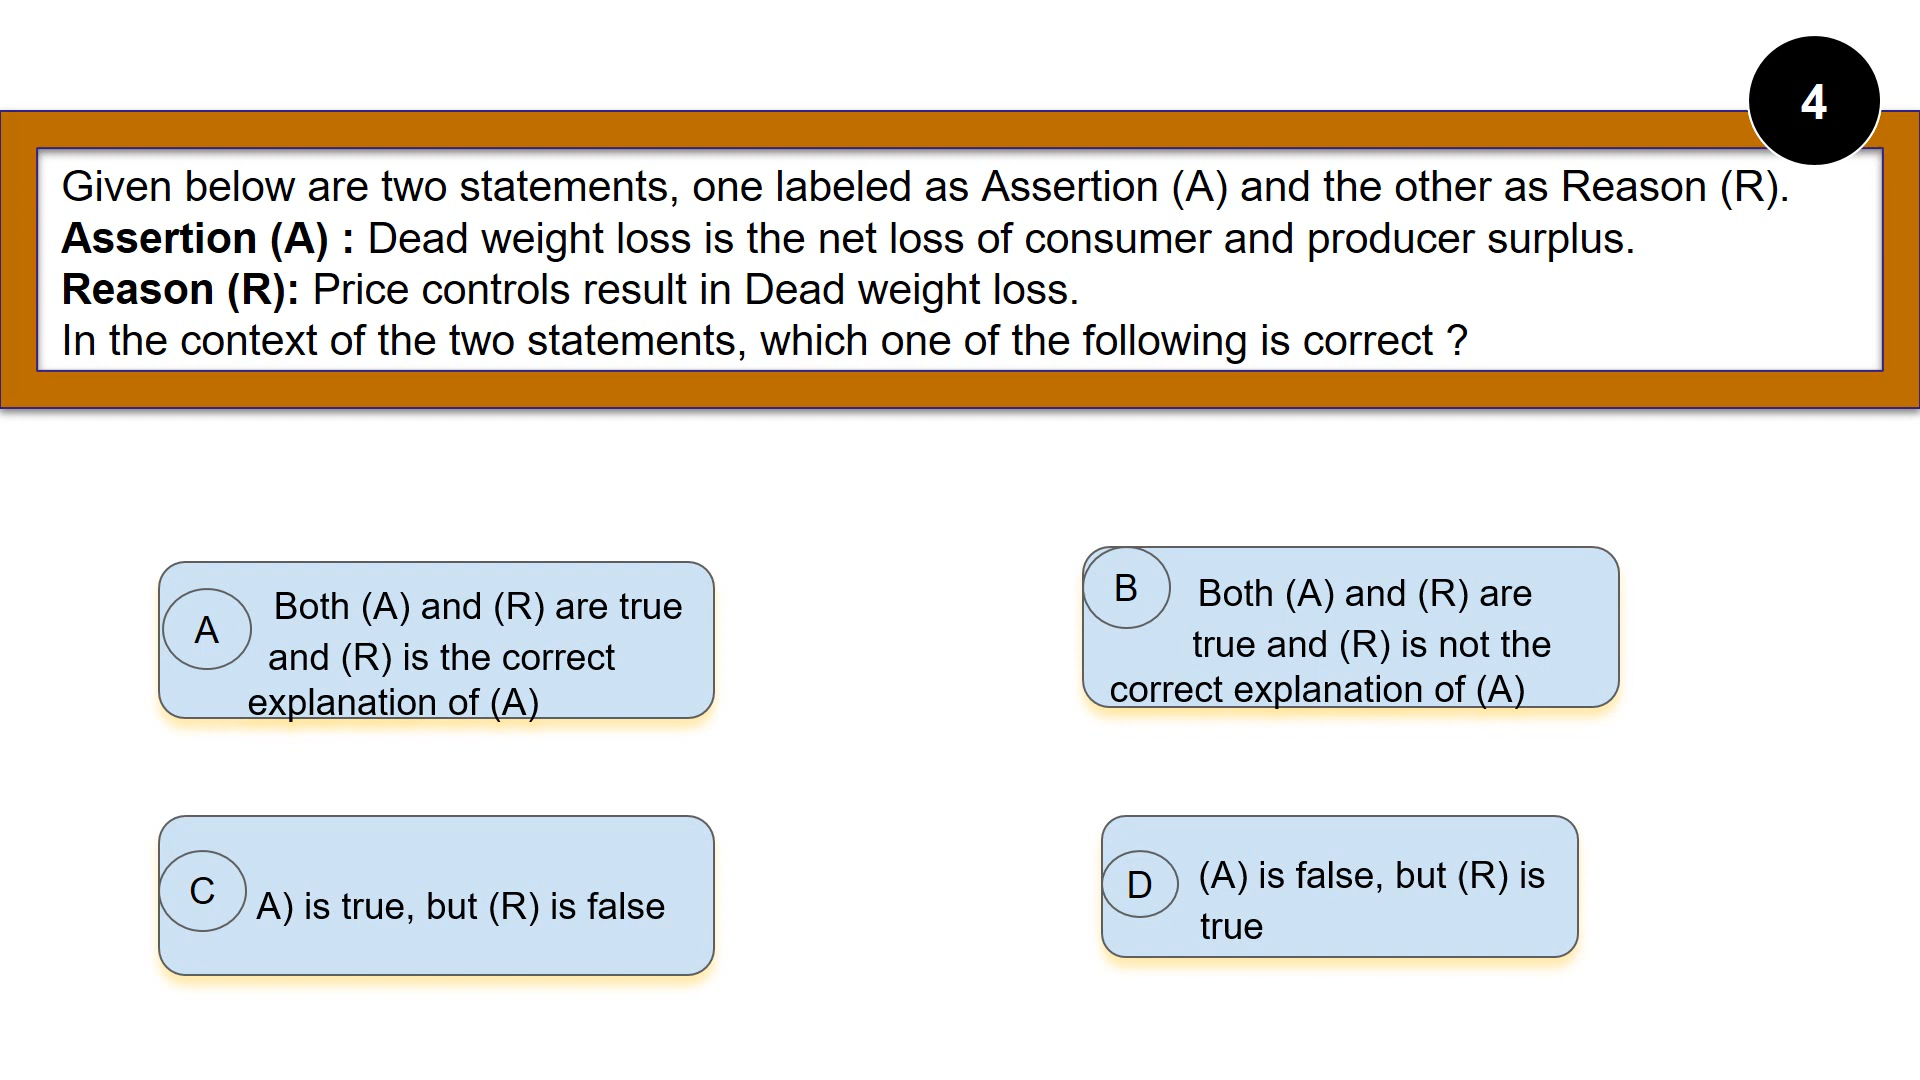 4
Given below are two statements, one labeled as Assertion (A) and the other as Reason (R).
Assertion (A) : Dead weight loss is the net loss of consumer and producer surplus.
Reason (R): Price controls result in Dead weight loss.
In the context of the two statements, which one of the following is correct ?
A
Both (A) and (R) are true
and (R) is the correct
explanation of (A)
B
Both (A) and (R) are
true and (R) is not the
correct explanation of (A)
C
A) is true, but (R) is false
D
(A) is false, but (R) is
true